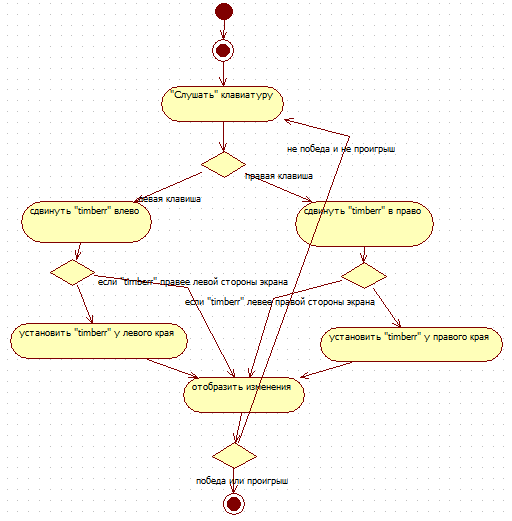 "Слушать" клавиатуру
не победа и не проигрыш
правая клавиша
левая клавиша
сдвинуть "timberr" влево
сдвинуть "timberr" в право
если "timberr" правее левой стороны экрана
если "timberr" левее правой стороны экрана
установить "timberr" у левого края
установить "timberr" у правого края
отобразить изменения
победа или проигрыш